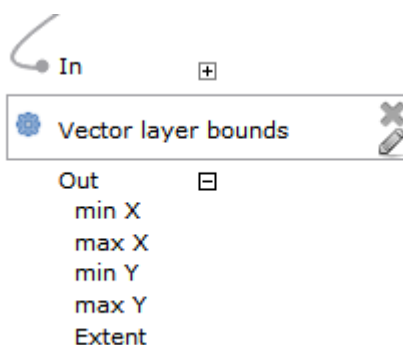 In
Vector layer bounds
Out
min X
max X
min Y
max Y
Extent